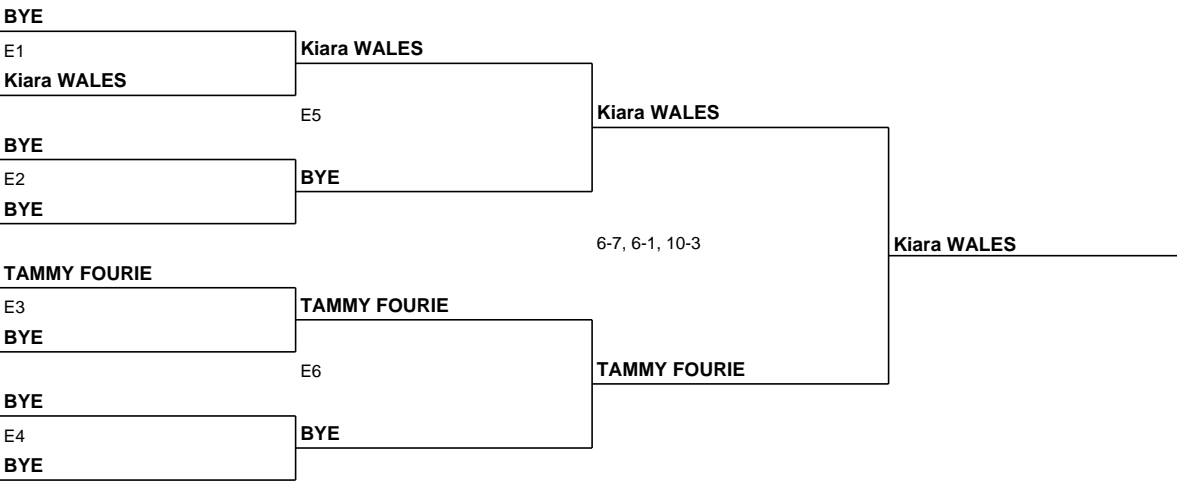 BYE
E1
Kiara WALES
Kiara WALES
E5
BYE
E2
BYE
BYE
Kiara WALES
6-7, 6-1, 10-3
Kiara WALES
TAMMY FOURIE
E3
BYE
TAMMY FOURIE
E6
BYE
E4
BYE
BYE
TAMMY FOURIE